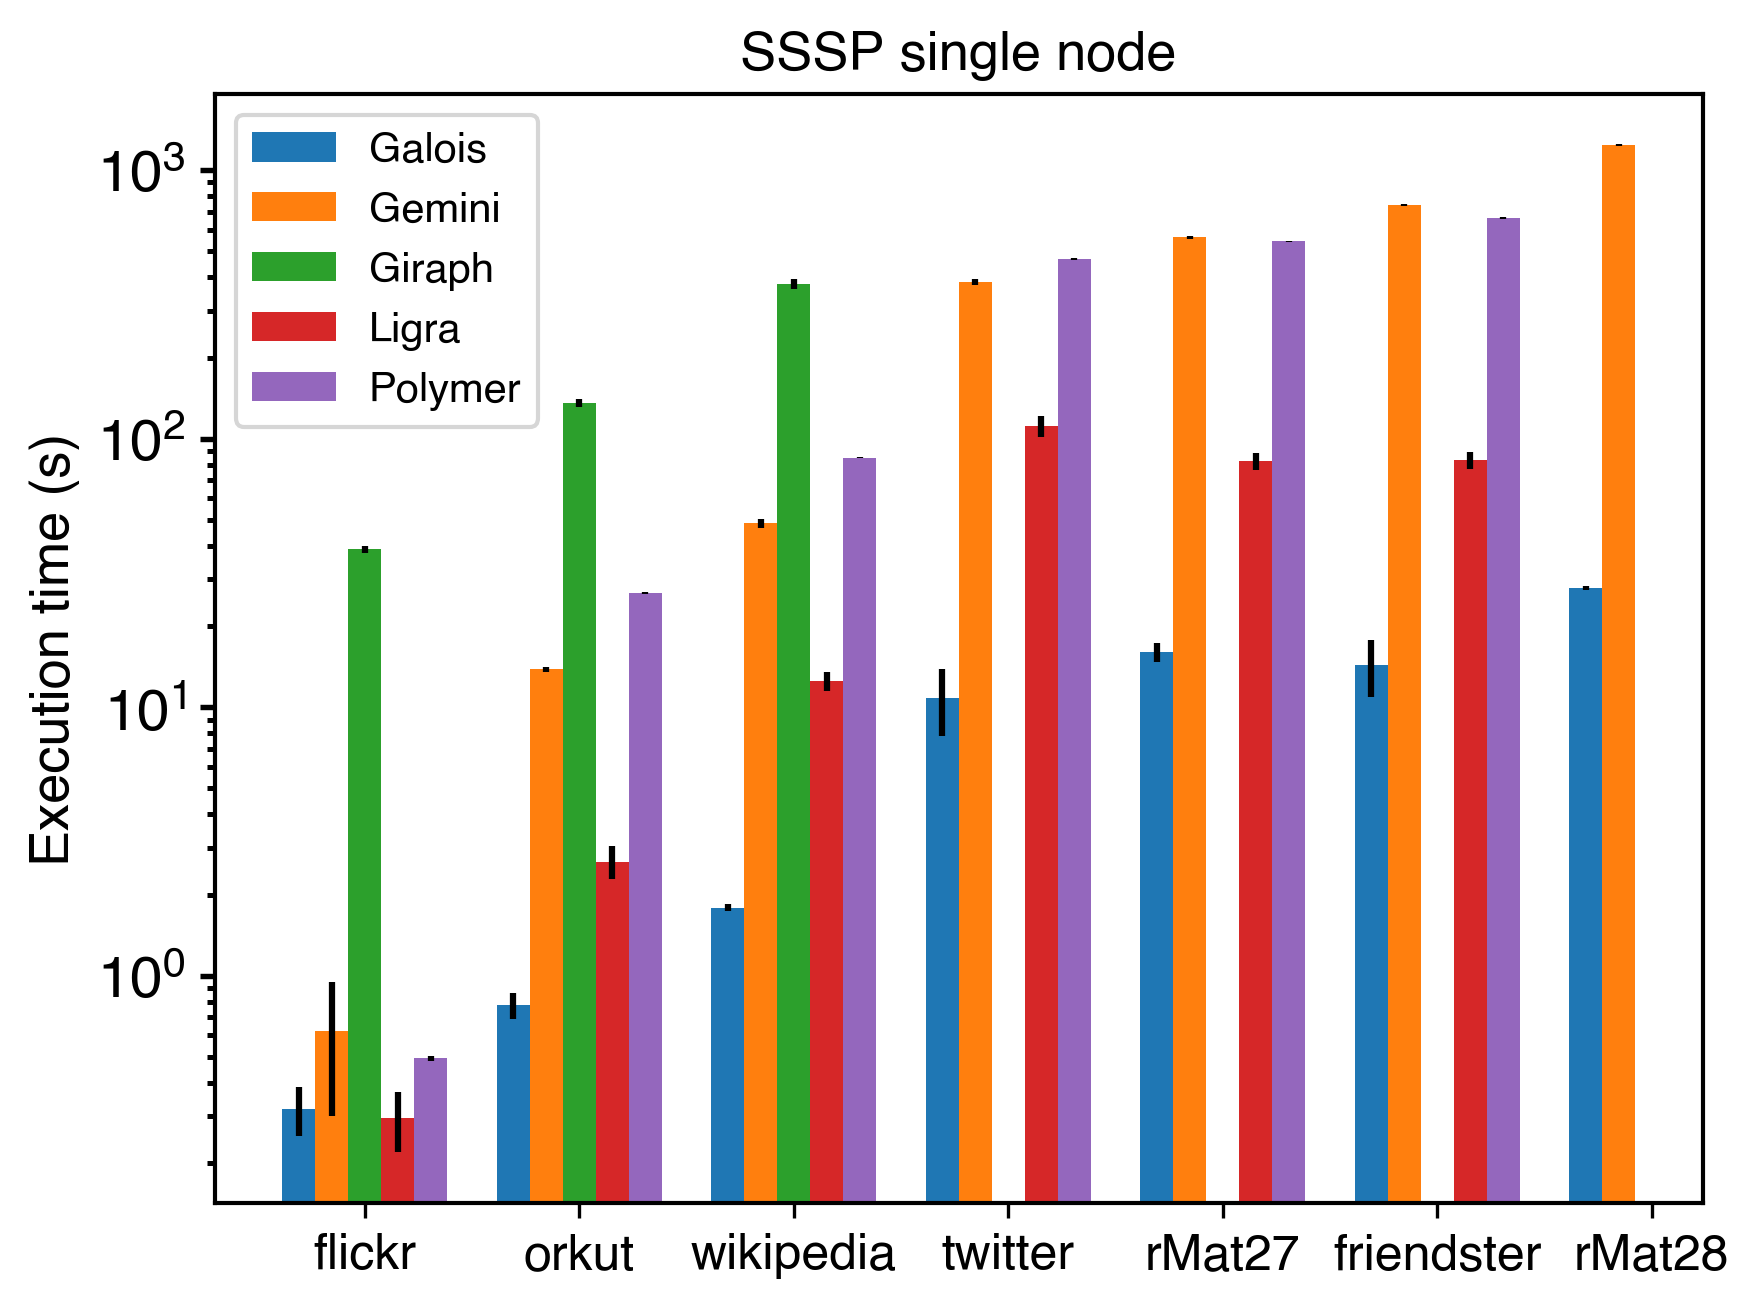 SSSP single node
Galois
Gemini
Giraph
Ligra
Polymer
Execution time (s)
10³
10²
10¹
10⁰
flickr
orkut
wikipedia
twitter
rMat27
friendster
rMat28